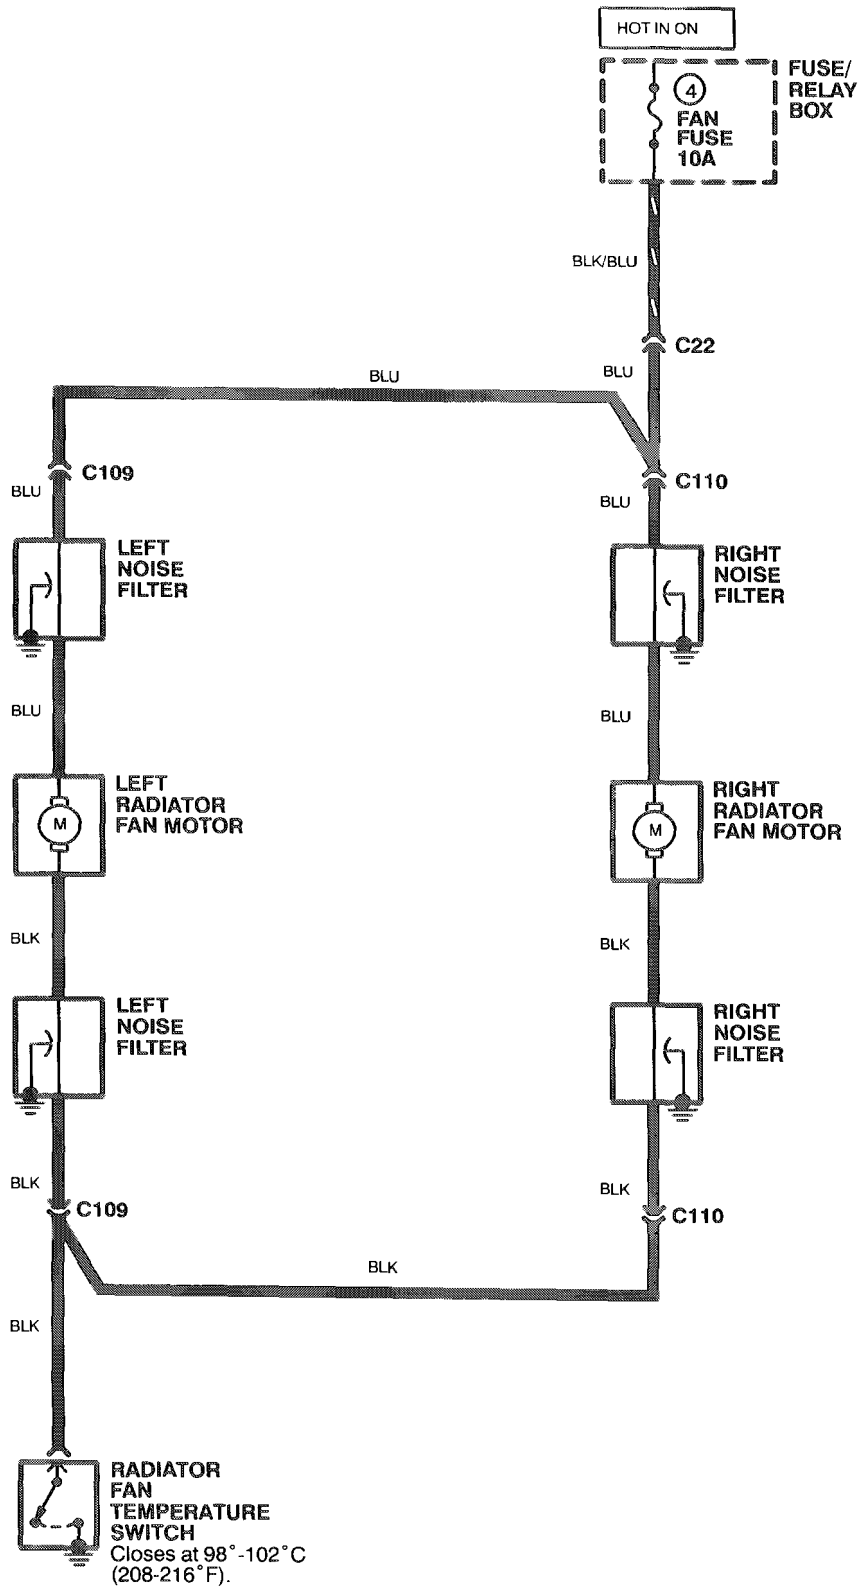 HOT IN ON
FUSE/
RELAY
BOX
4
FAN
FUSE
10A
BLK/BLU
C22
BLU
BLU
C109
C110
BLU
BLU
LEFT
NOISE
FILTER
RIGHT
NOISE
FILTER
BLU
BLU
LEFT
RADIATOR
FAN MOTOR
M
RIGHT
RADIATOR
FAN MOTOR
M
BLK
BLK
LEFT
NOISE
FILTER
RIGHT
NOISE
FILTER
BLK
BLK
C109
C110
BLK
BLK
RADIATOR
FAN
TEMPERATURE
SWITCH
Closes at 98°-102°C
(208-216°F).